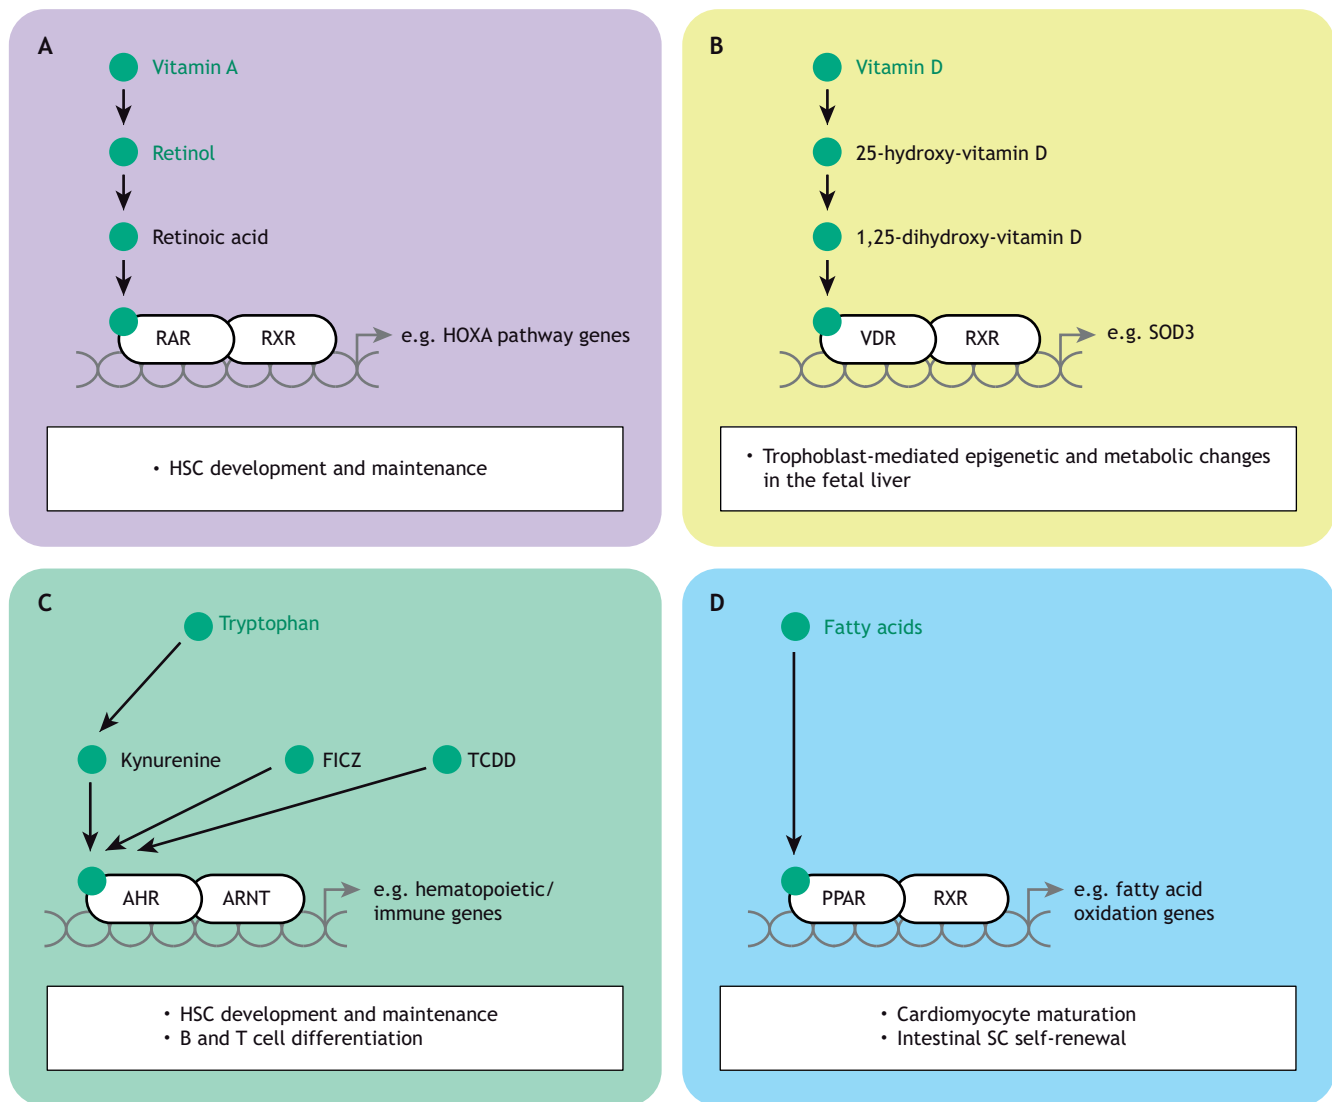 A
Vitamin A
Retinol
Retinoic acid
RAR
RXR
e.g. HOXA pathway genes
• HSC development and maintenance
B
Vitamin D
25-hydroxy-vitamin D
1,25-dihydroxy-vitamin D
VDR
RXR
e.g. SOD3
• Trophoblast-mediated epigenetic and metabolic changes
in the fetal liver
C
Tryptophan
Kynurenine
FICZ
TCDD
AHR
ARNT
e.g. hematopoietic/
immune genes
• HSC development and maintenance
• B and T cell differentiation
D
Fatty acids
PPAR
RXR
e.g. fatty acid
oxidation genes
• Cardiomyocyte maturation
• Intestinal SC self-renewal